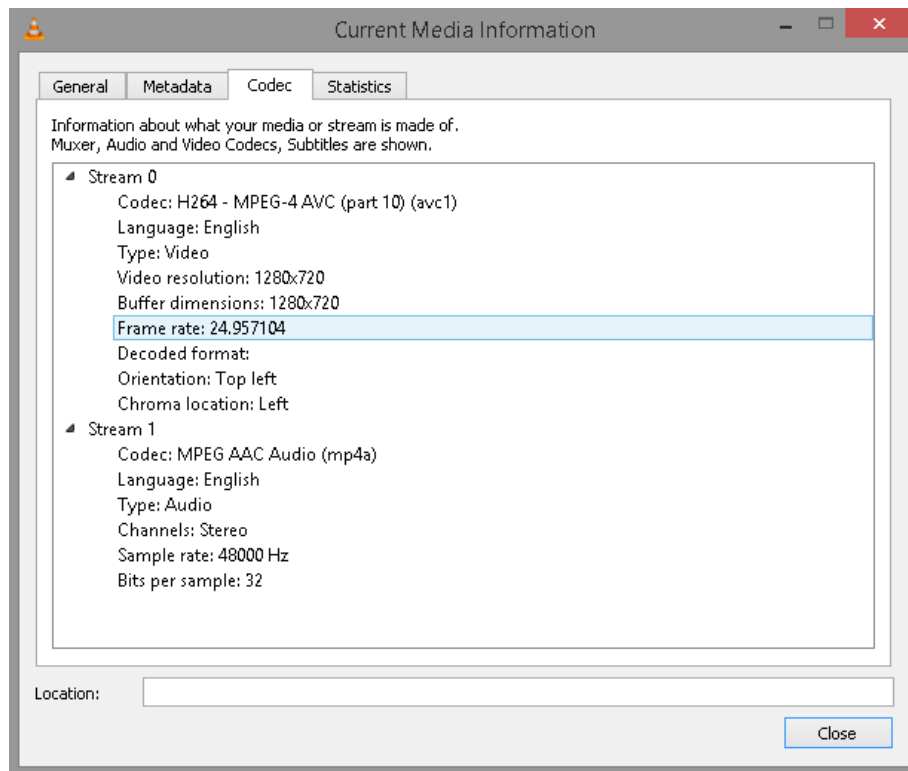 Current Media Information
General
Metadata
Codec
Statistics
Information about what your media or stream is made of.
Muxer, Audio and Video Codecs, Subtitles are shown.
Stream 0
Codec: H264 - MPEG-4 AVC (part 10) (avc1)
Language: English
Type: Video
Video resolution: 1280x720
Buffer dimensions: 1280x720
Frame rate: 24.957104
Decoded format:
Orientation: Top left
Chroma location: Left
Stream 1
Codec: MPEG AAC Audio (mp4a)
Language: English
Type: Audio
Channels: Stereo
Sample rate: 48000 Hz
Bits per sample: 32
Location:
Close